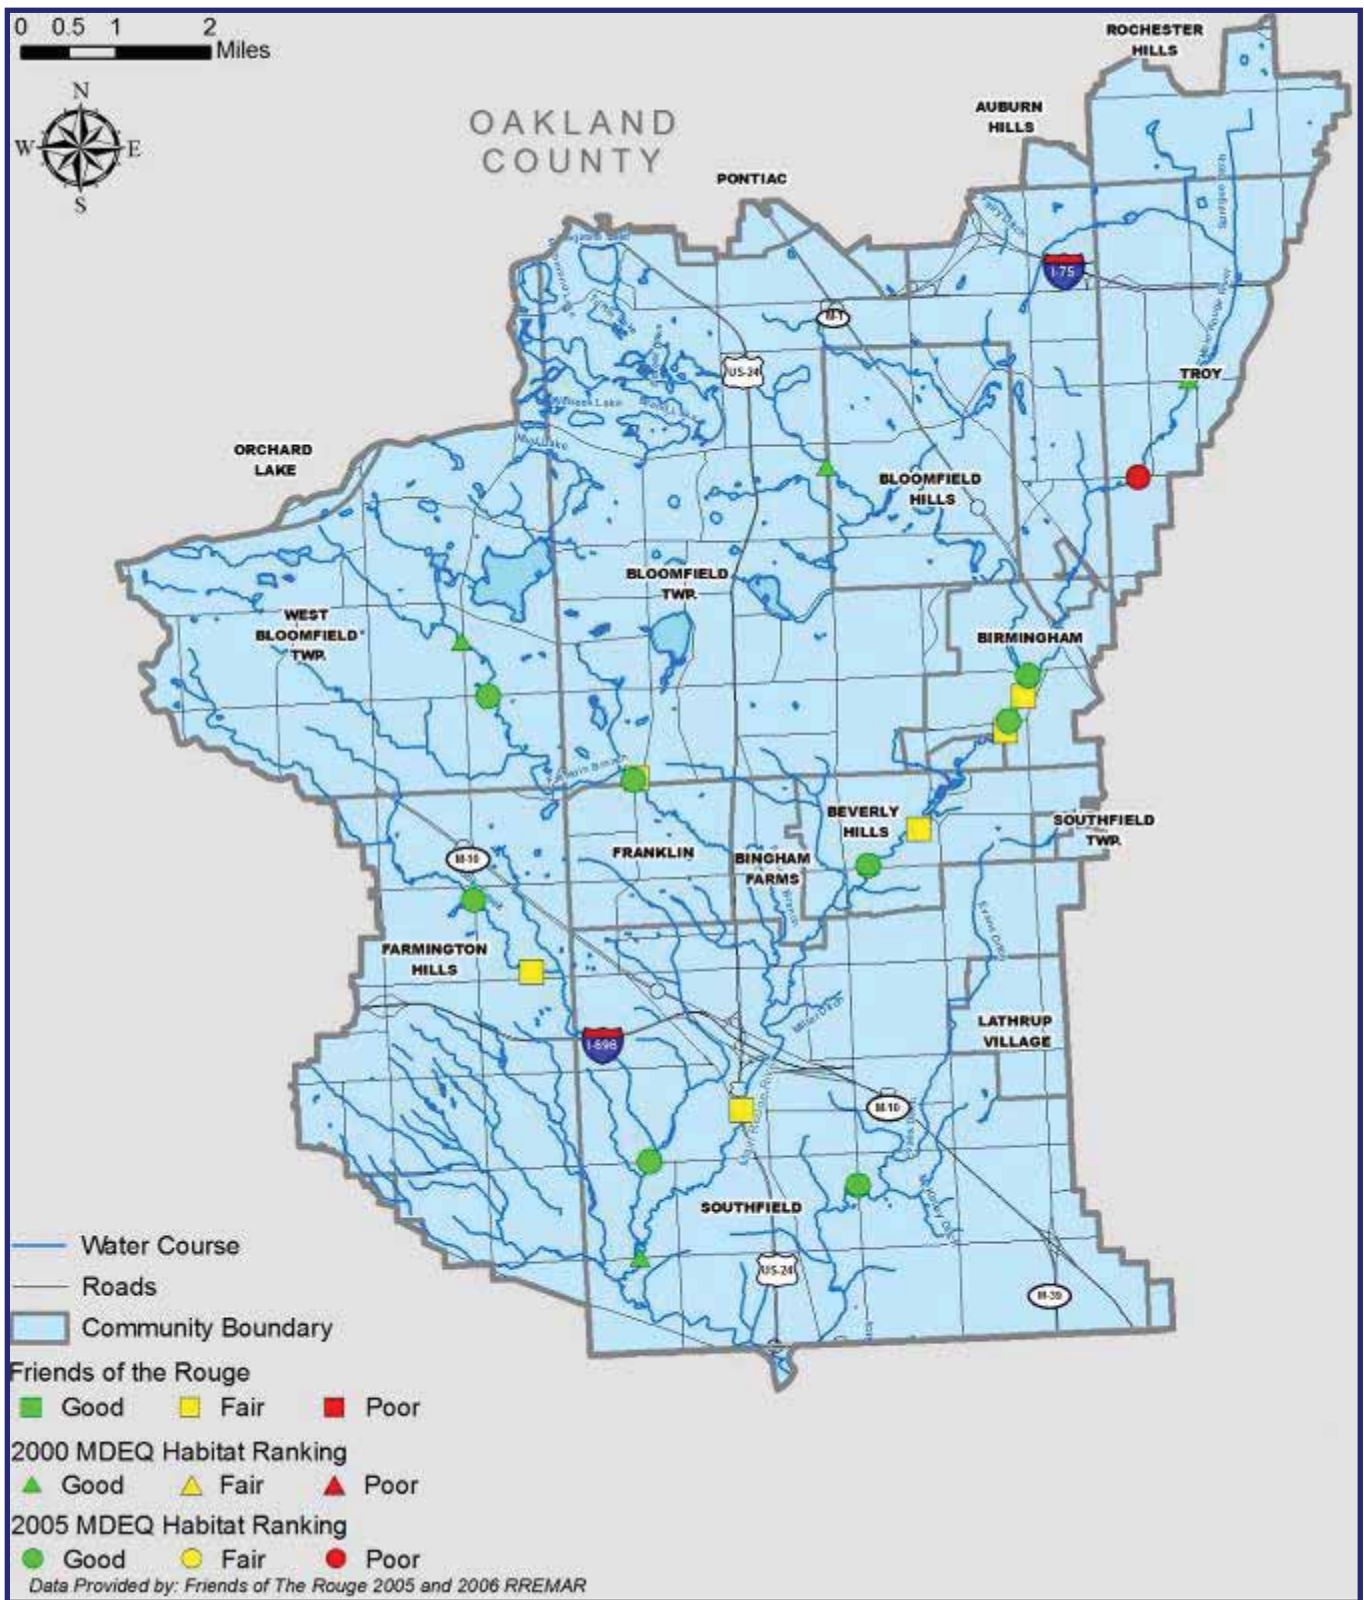 0 0.5 1 2
Miles
N
W E
S
OAKLAND
COUNTY
ROCHESTER
HILLS
AUBURN
HILLS
PONTIAC
I-75
M-1
US-24
TROY
ORCHARD
LAKE
BLOOMFIELD
HILLS
BLOOMFIELD
TWP.
WEST
BLOOMFIELD
TWP.
BIRMINGHAM
BEVERLY
HILLS
SOUTHFIELD
TWP.
FRANKLIN
BINGHAM
FARMS
M-10
Evans Ditch
FARMINGTON
HILLS
LATHRUP
VILLAGE
I-696
M-10
SOUTHFIELD
US-24
M-39
Water Course
Roads
Community Boundary
Friends of the Rouge
Good Fair Poor
2000 MDEQ Habitat Ranking
Good Fair Poor
2005 MDEQ Habitat Ranking
Good Fair Poor
Data Provided by: Friends of The Rouge 2005 and 2006 RREMAR